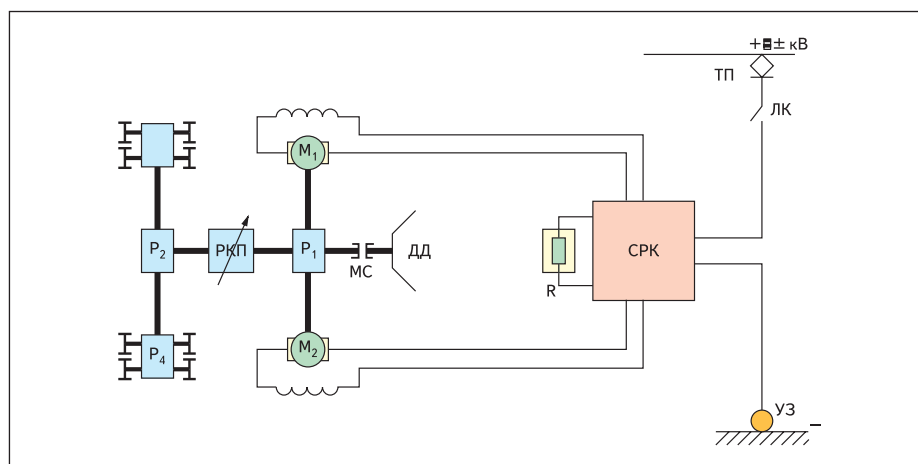 + ± кВ
ТП
ЛК
M₁
P₂
РКП
P₁
МС
ДД
R
СРК
P₄
M₂
УЗ
–